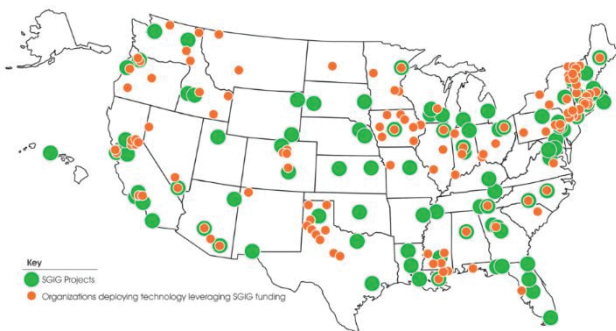 Key
SGIG Projects
Organizations deploying technology leveraging SGIG funding